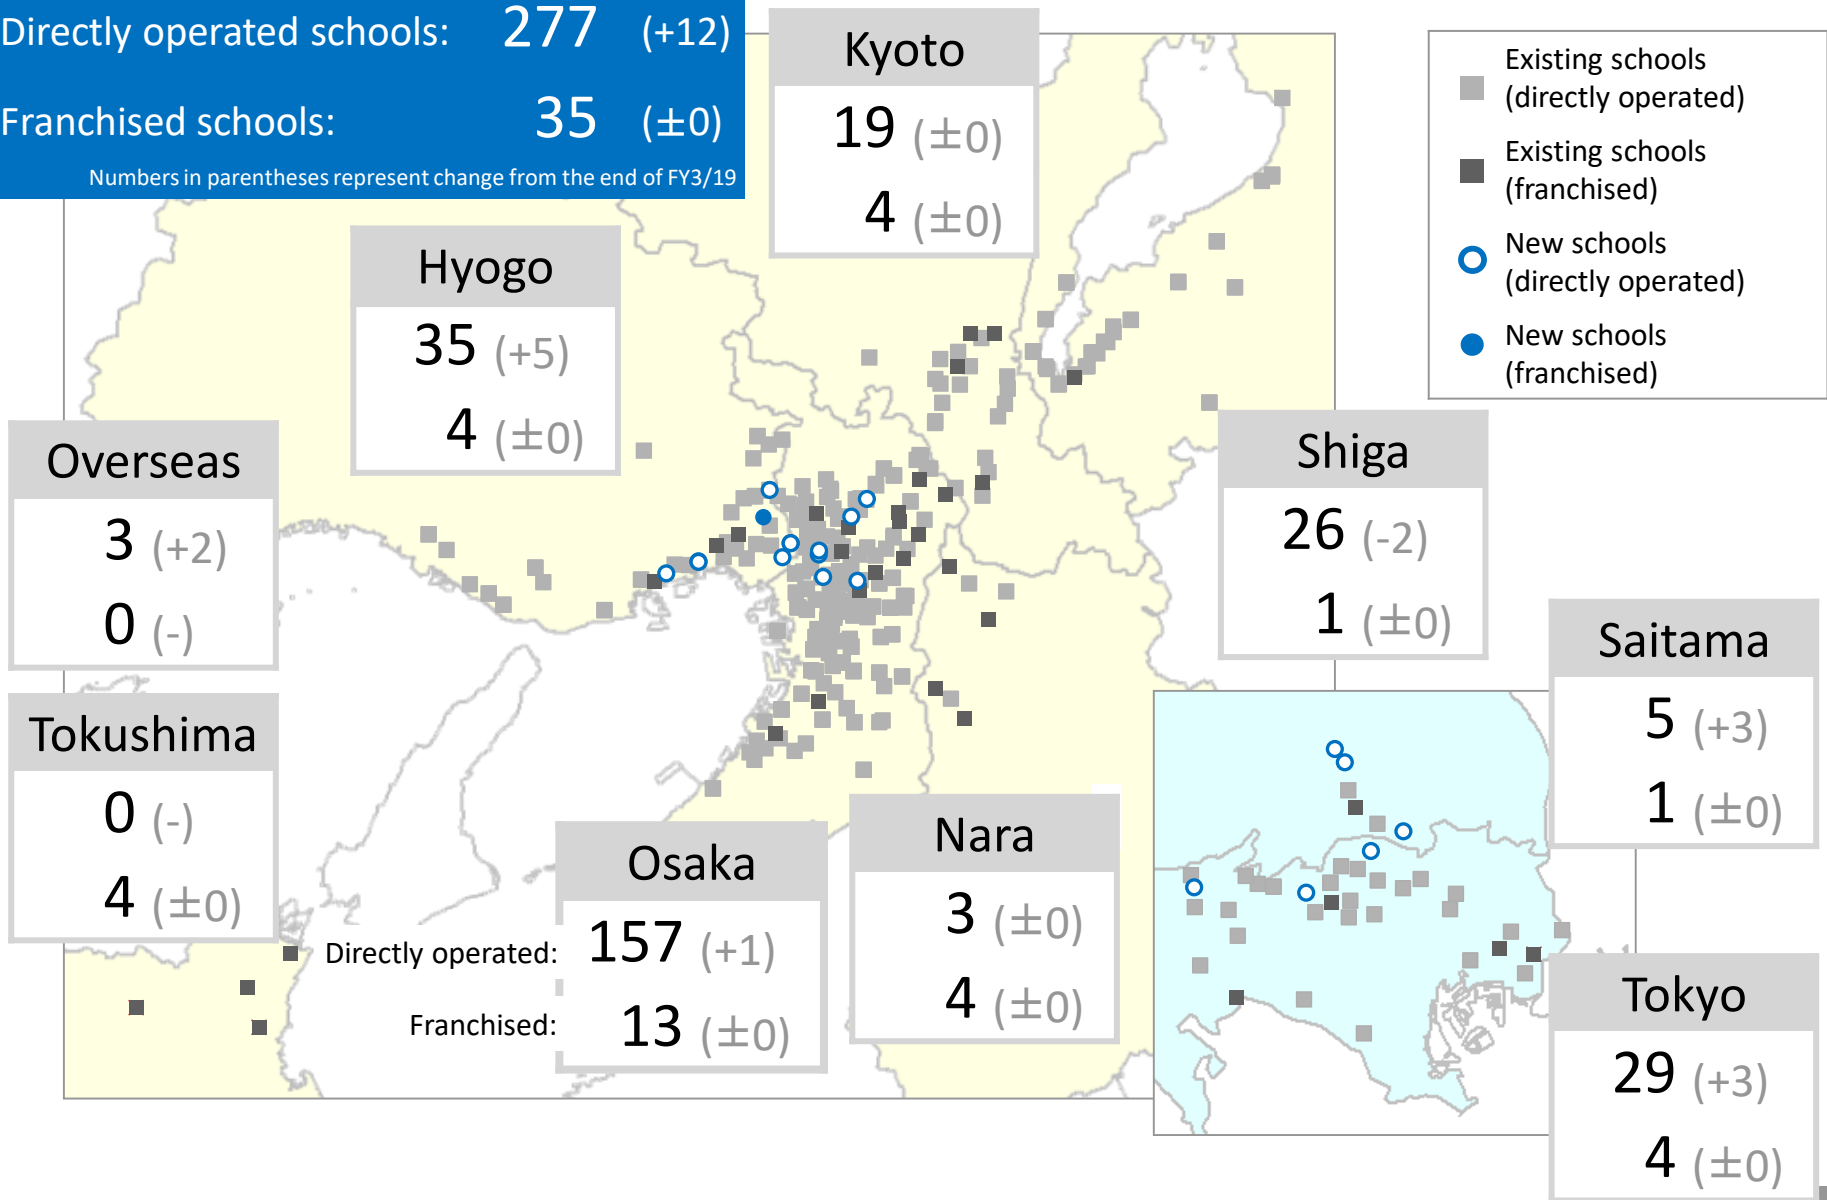 Directly operated schools: 277 (+12)
Franchised schools: 35 (±0)
Numbers in parentheses represent change from the end of FY3/19
Kyoto
19 (±0)
4 (±0)
Existing schools
(directly operated)
Existing schools
(franchised)
New schools
(directly operated)
New schools
(franchised)
Hyogo
35 (+5)
4 (±0)
Overseas
3 (+2)
0 (-)
Shiga
26 (-2)
1 (±0)
Saitama
5 (+3)
1 (±0)
Tokushima
0 (-)
4 (±0)
Osaka
Directly operated: 157 (+1)
Franchised: 13 (±0)
Nara
3 (±0)
4 (±0)
Tokyo
29 (+3)
4 (±0)